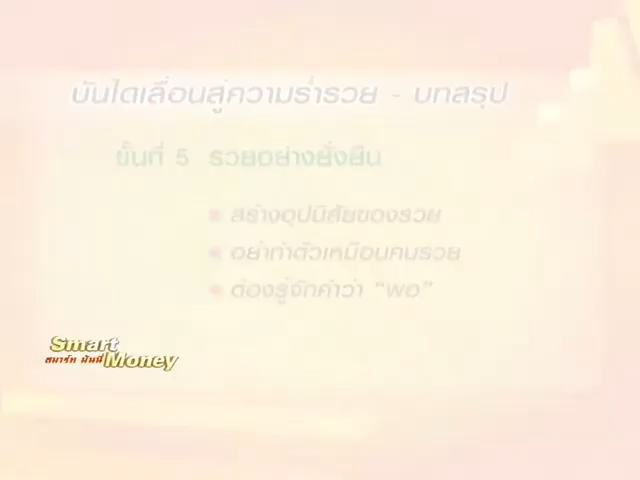 บันไดเลื่อนสู่ความร่ำรวย - บทสรุป
ขั้นที่ 5 รวยอย่างยั่งยืน
สร้างอุปนิสัยของรวย
อย่าทำตัวเหมือนคนรวย
ต้องรู้จักคำว่า “พอ”
Smart
สมาร์ท มันนี่ Money